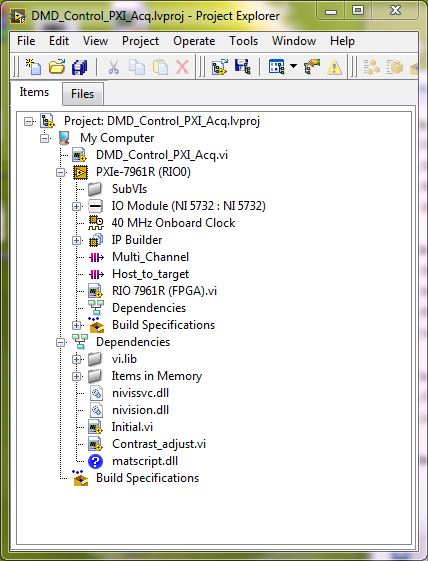 DMD_Control_PXI_Acq.lvproj - Project Explorer
File Edit View Project Operate Tools Window Help
Items Files
Project: DMD_Control_PXI_Acq.lvproj
My Computer
DMD_Control_PXI_Acq.vi
PXIe-7961R (RIO0)
SubVIs
IO Module (NI 5732 : NI 5732)
40 MHz Onboard Clock
IP Builder
Multi_Channel
Host_to_target
RIO 7961R (FPGA).vi
Dependencies
Build Specifications
Dependencies
vi.lib
Items in Memory
nivissvc.dll
nivision.dll
Initial.vi
Contrast_adjust.vi
matscript.dll
Build Specifications